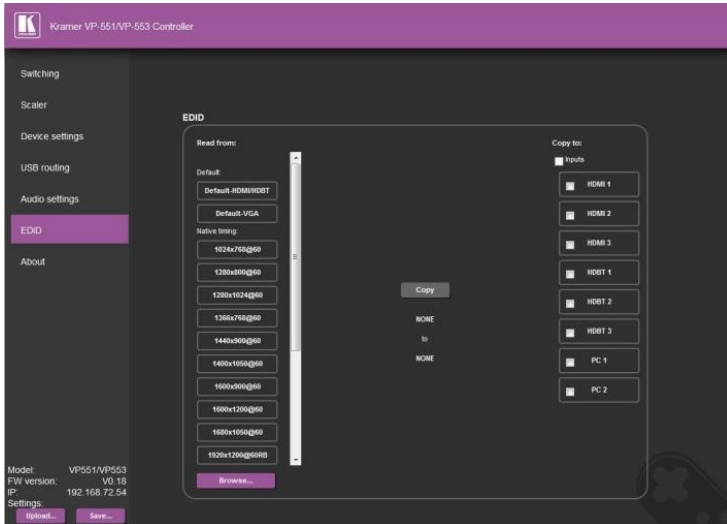 Kramer VP-551/VP-553 Controller
Switching
Scaler
Device settings
USB routing
Audio settings
EDID
About
Model: VP551/VP553
FW version: V0.18
IP: 192.168.72.54
Settings:
Upload... Save...
EDID
Read from:
Default:
Default-HDMI/HDBT
Default-VGA
Native timing:
1024x768@60
1280x800@60
1280x1024@60
1366x768@60
1440x900@60
1400x1050@60
1600x900@60
1600x1200@60
1680x1050@60
1920x1200@60RB
Browse...
Copy
NONE
to
NONE
Copy to:
Inputs
HDMI 1
HDMI 2
HDMI 3
HDBT 1
HDBT 2
HDBT 3
PC 1
PC 2